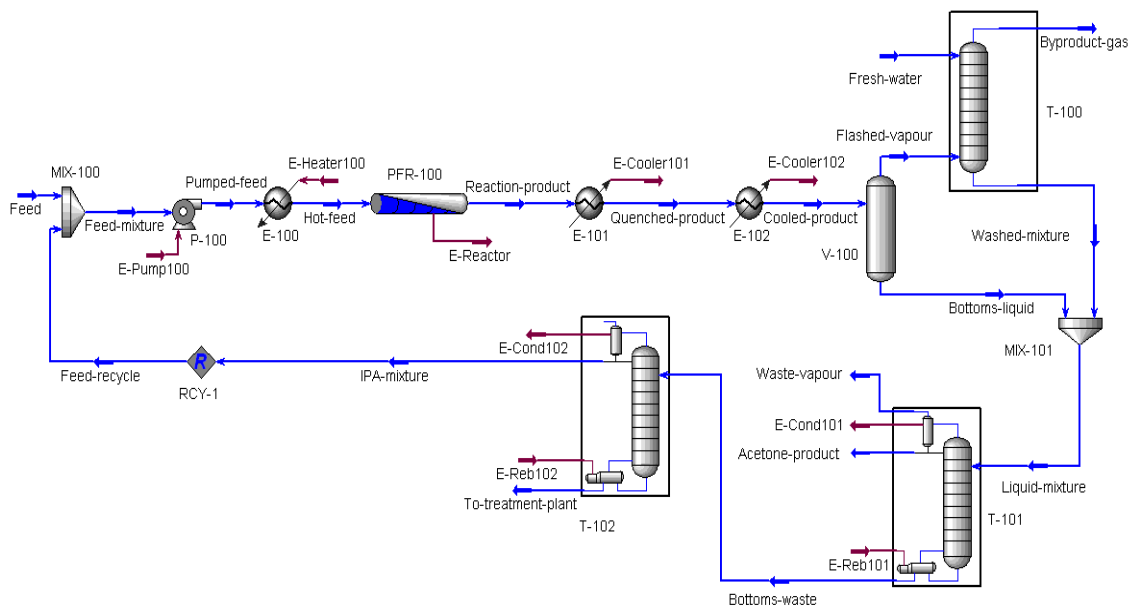 Byproduct-gas
Fresh-water
T-100
Flashed-vapour
MIX-100
E-Heater100
PFR-100
E-Cooler101
E-Cooler102
Pumped-feed
Reaction-product
Feed
Feed-mixture
P-100
Hot-feed
E-100
E-101
Quenched-product
E-102
Cooled-product
V-100
Washed-mixture
E-Pump100
E-Reactor
Bottoms-liquid
MIX-101
E-Cond102
Feed-recycle
R
RCY-1
IPA-mixture
Waste-vapour
E-Cond101
Acetone-product
Liquid-mixture
E-Reb102
To-treatment-plant
T-102
T-101
E-Reb101
Bottoms-waste